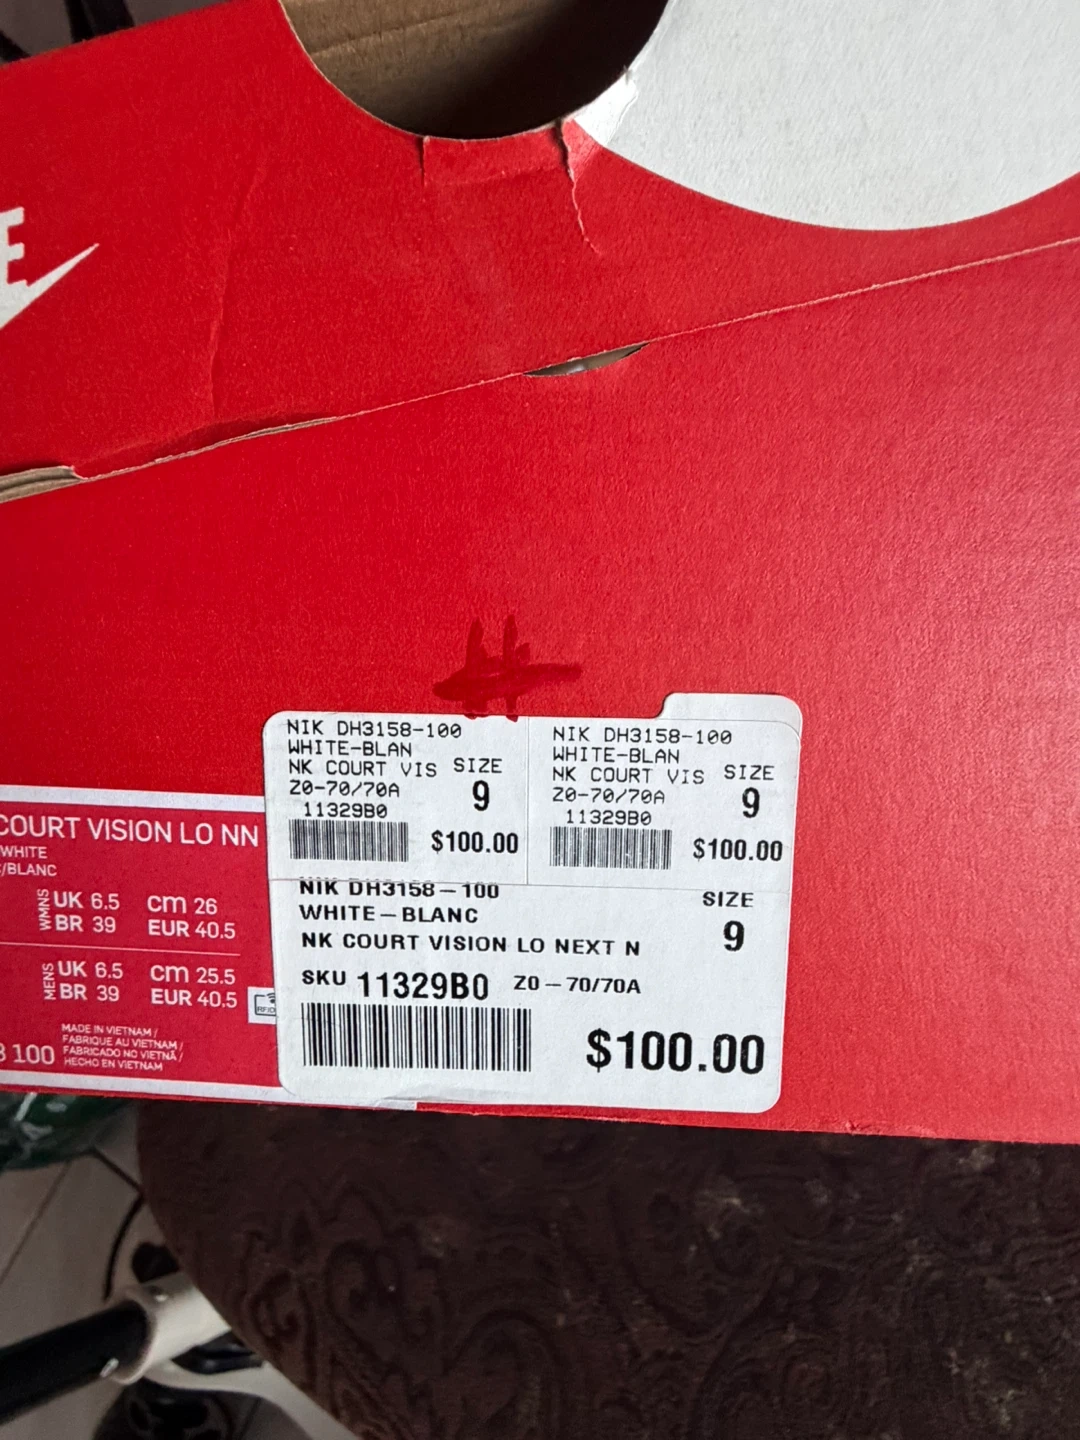 NIK DH3158-100
WHITE-BLAN
NK COURT VIS SIZE
Z0-70/70A 9
11329B0
$100.00
NIK DH3158-100
WHITE-BLAN
NK COURT VIS SIZE
Z0-70/70A 9
11329B0
$100.00
NIK DH3158-100
WHITE-BLANC SIZE
NK COURT VISION LO NEXT N 9
SKU 11329B0 Z0-70/70A
$100.00
COURT VISION LO NN
WHITE
/BLANC
WMNS UK 6.5 cm 26
BR 39 EUR 40.5
MENS UK 6.5 cm 25.5
BR 39 EUR 40.5
MADE IN VIETNAM /
FABRIQUE AU VIETNAM /
FABRICADO NO VIETNÃ /
HECHO EN VIETNAM
100